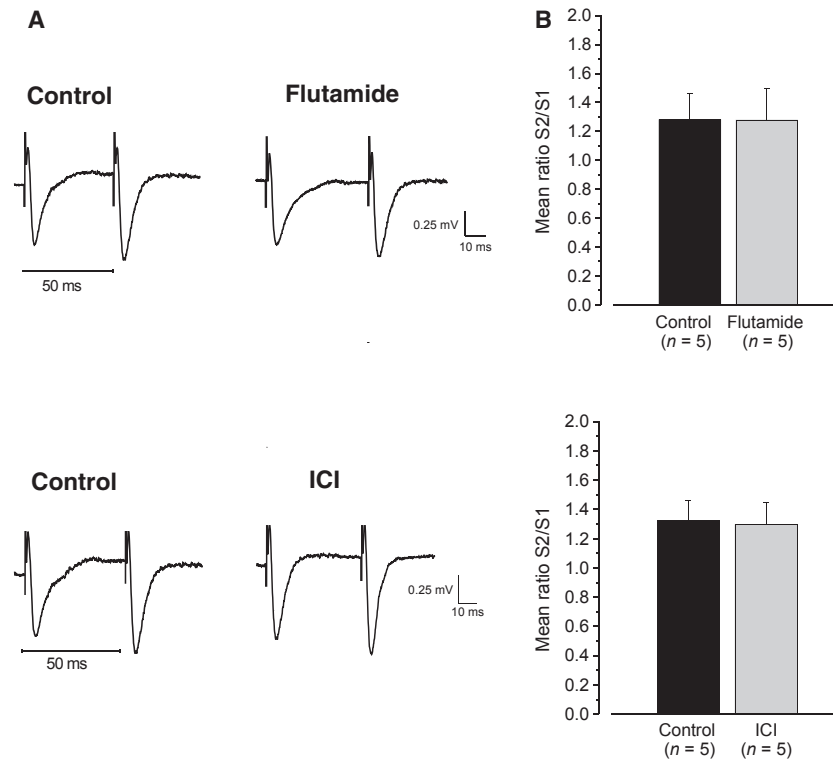 A
Control
Flutamide
0.25 mV
10 ms
50 ms
B
Mean ratio S2/S1
2.0
1.8
1.6
1.4
1.2
1.0
0.8
0.6
0.4
0.2
0.0
Control
(n = 5)
Flutamide
(n = 5)
Control
ICI
0.25 mV
10 ms
50 ms
Mean ratio S2/S1
2.0
1.8
1.6
1.4
1.2
1.0
0.8
0.6
0.4
0.2
0.0
Control
(n = 5)
ICI
(n = 5)